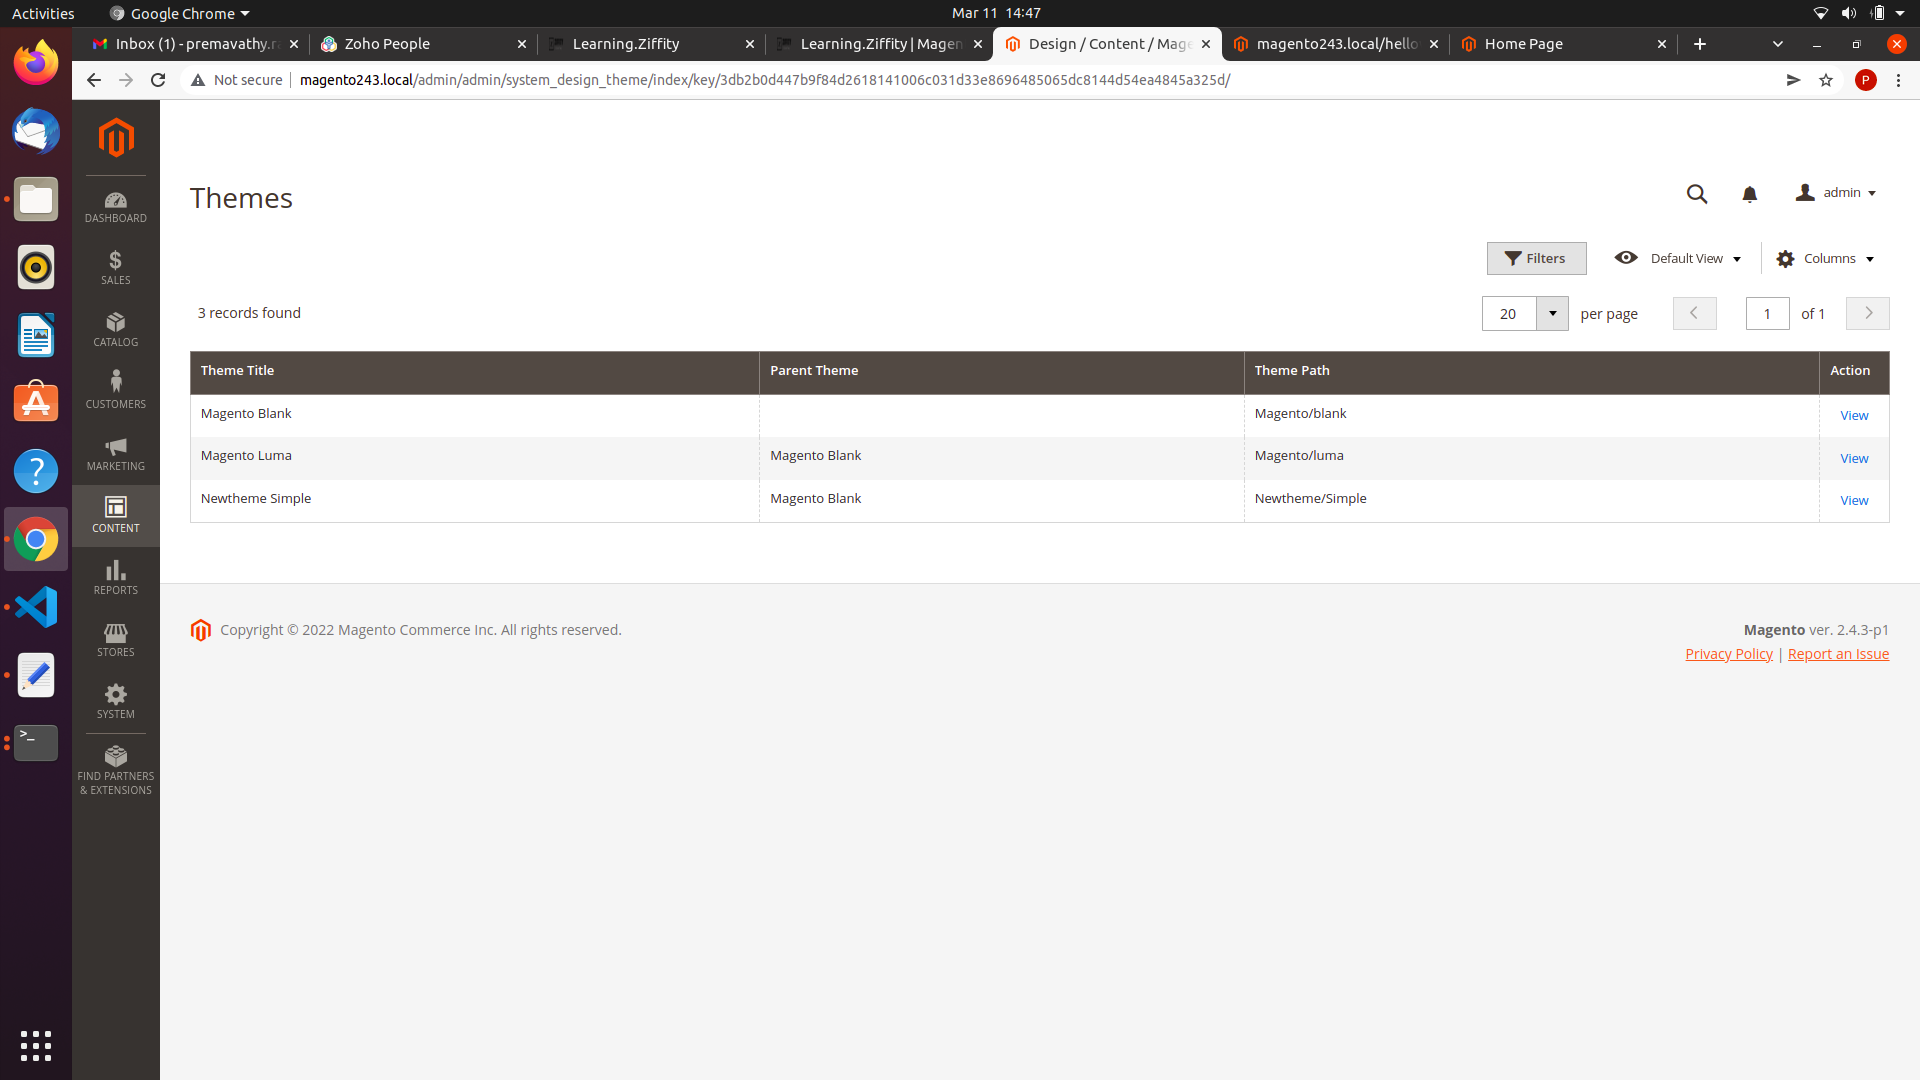 Activities
Google Chrome
Mar 11 14:47
Inbox (1) - premavathy.r
Zoho People
Learning.Ziffity
Learning.Ziffity | Magen
Design / Content / Mage
magento243.local/hello
Home Page
Not secure
magento243.local/admin/admin/system_design_theme/index/key/3db2b0d447b9f84d2618141006c031d33e8696485065dc8144d54ea4845a325d/
P
DASHBOARD
$
SALES
CATALOG
CUSTOMERS
MARKETING
CONTENT
REPORTS
STORES
SYSTEM
FIND PARTNERS
& EXTENSIONS
Themes
admin
Filters
Default View
Columns
3 records found
20
per page
1
of 1
Theme Title
Parent Theme
Theme Path
Action
Magento Blank
Magento/blank
View
Magento Luma
Magento Blank
Magento/luma
View
Newtheme Simple
Magento Blank
Newtheme/Simple
View
Copyright © 2022 Magento Commerce Inc. All rights reserved.
Magento ver. 2.4.3-p1
Privacy Policy | Report an Issue